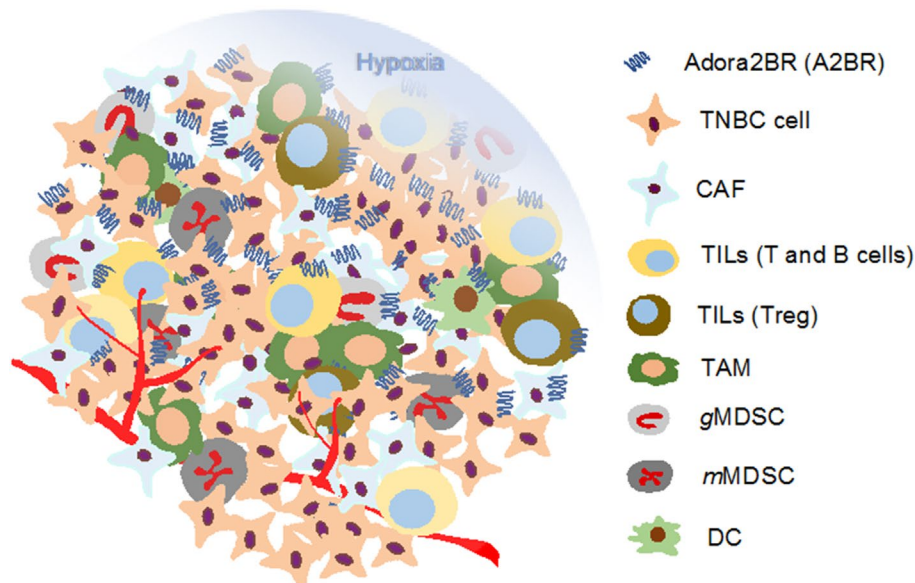 Hypoxia
Adora2BR (A2BR)
TNBC cell
CAF
TILs (T and B cells)
TILs (Treg)
TAM
gMDSC
mMDSC
DC